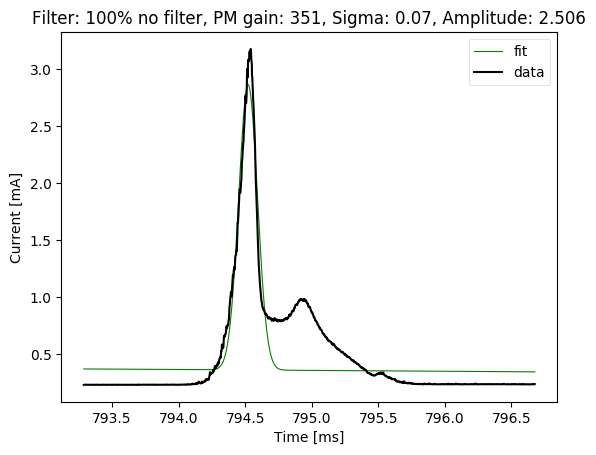 Filter: 100% no filter, PM gain: 351, Sigma: 0.07, Amplitude: 2.506
fit
data
3.0
2.5
2.0
1.5
1.0
0.5
Current [mA]
793.5 794.0 794.5 795.0 795.5 796.0 796.5
Time [ms]